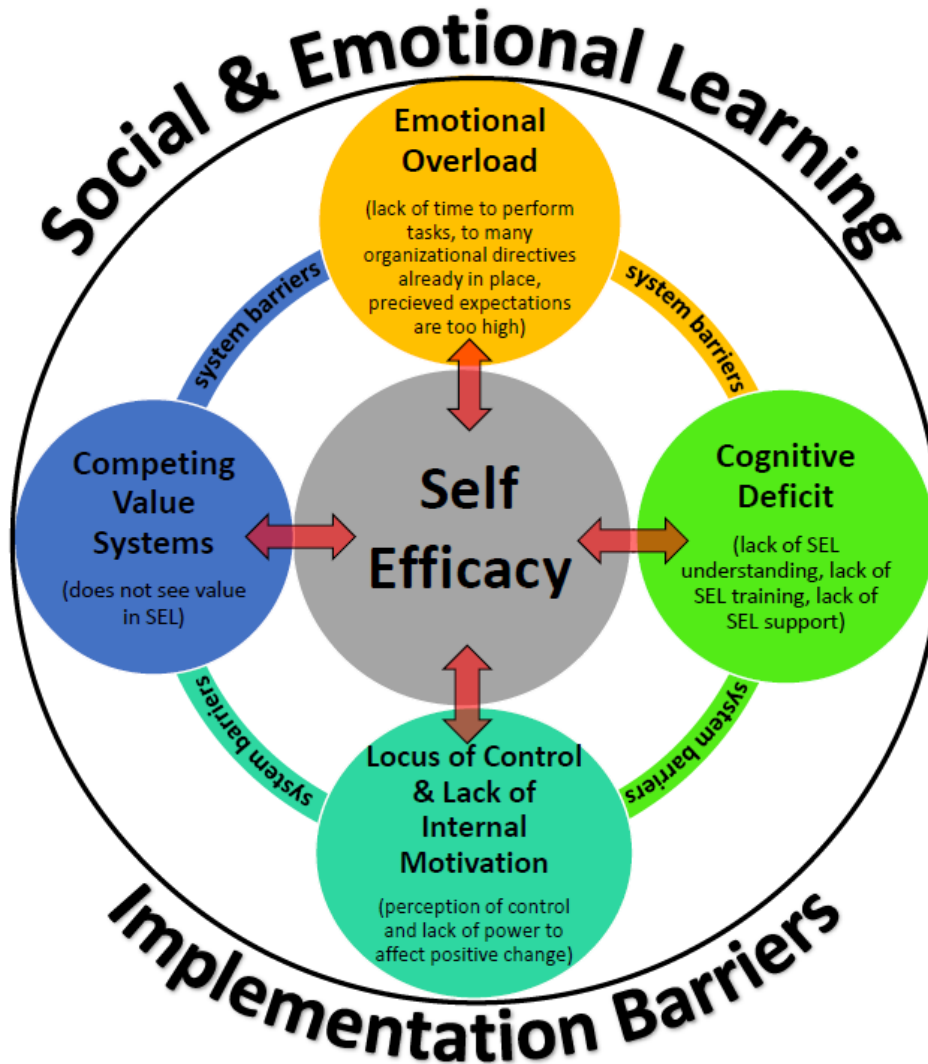 Social & Emotional Learning
Emotional
Overload
(lack of time to perform
tasks, to many
organizational directives
already in place,
precieved expectations
are too high)
system barriers
system barriers
Competing
Value
Systems
(does not see value
in SEL)
Self
Efficacy
Cognitive
Deficit
(lack of SEL
understanding, lack of
SEL training, lack of
SEL support)
system barriers
system barriers
Locus of Control
& Lack of
Internal
Motivation
(perception of control
and lack of power to
affect positive change)
Implementation Barriers